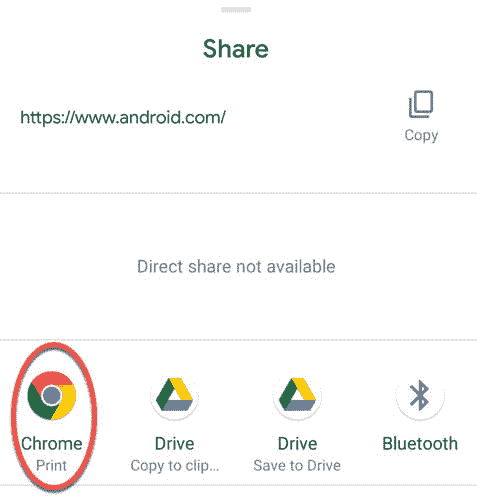 Share
https://www.android.com/
Copy
Direct share not available
Chrome Drive Drive Bluetooth
Print Copy to clip... Save to Drive